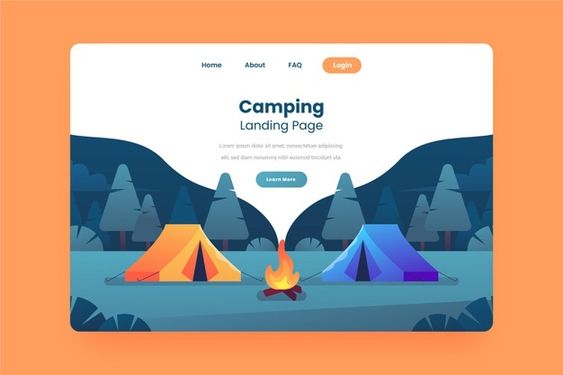 Home About FAQ Login
Camping
Landing Page
Lorem ipsum dolor sit amet, consectetuer adipiscing
elit, sed diam nonummy nibh euismod tincidunt ula
Learn More